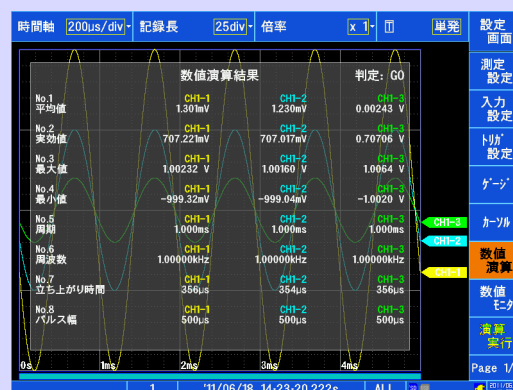 時間軸 200μs/div 記録長 25div 倍率 x 1 T 単発
設定
画面
測定
設定
入力
設定
トリガ
設定
ゲージ
カーソル
数値
演算
数値
モニタ
演算
実行
Page 1/
数値演算結果 判定: GO
No.1 CH1-1 CH1-2 CH1-3
平均値 1.301mV 1.230mV 0.00243 V
No.2 CH1-1 CH1-2 CH1-3
実効値 707.221mV 707.017mV 0.70706 V
No.3 CH1-1 CH1-2 CH1-3
最大値 1.00232 V 1.00160 V 1.0064 V
No.4 CH1-1 CH1-2 CH1-3
最小値 -999.32mV -999.04mV -1.0020 V
No.5 CH1-1 CH1-2 CH1-3
周期 1.000ms 1.000ms 1.000ms
No.6 CH1-1 CH1-2 CH1-3
周波数 1.00000kHz 1.00000kHz 1.00000kHz
No.7 CH1-1 CH1-2 CH1-3
立ち上がり時間 356μs 354μs 356μs
No.8 CH1-1 CH1-2 CH1-3
パルス幅 500μs 500μs 500μs
CH1-3
CH1-2
CH1-1
0s 1ms 2ms 3ms 4ms
1 '11/06/18 14:23:20.222s ALL